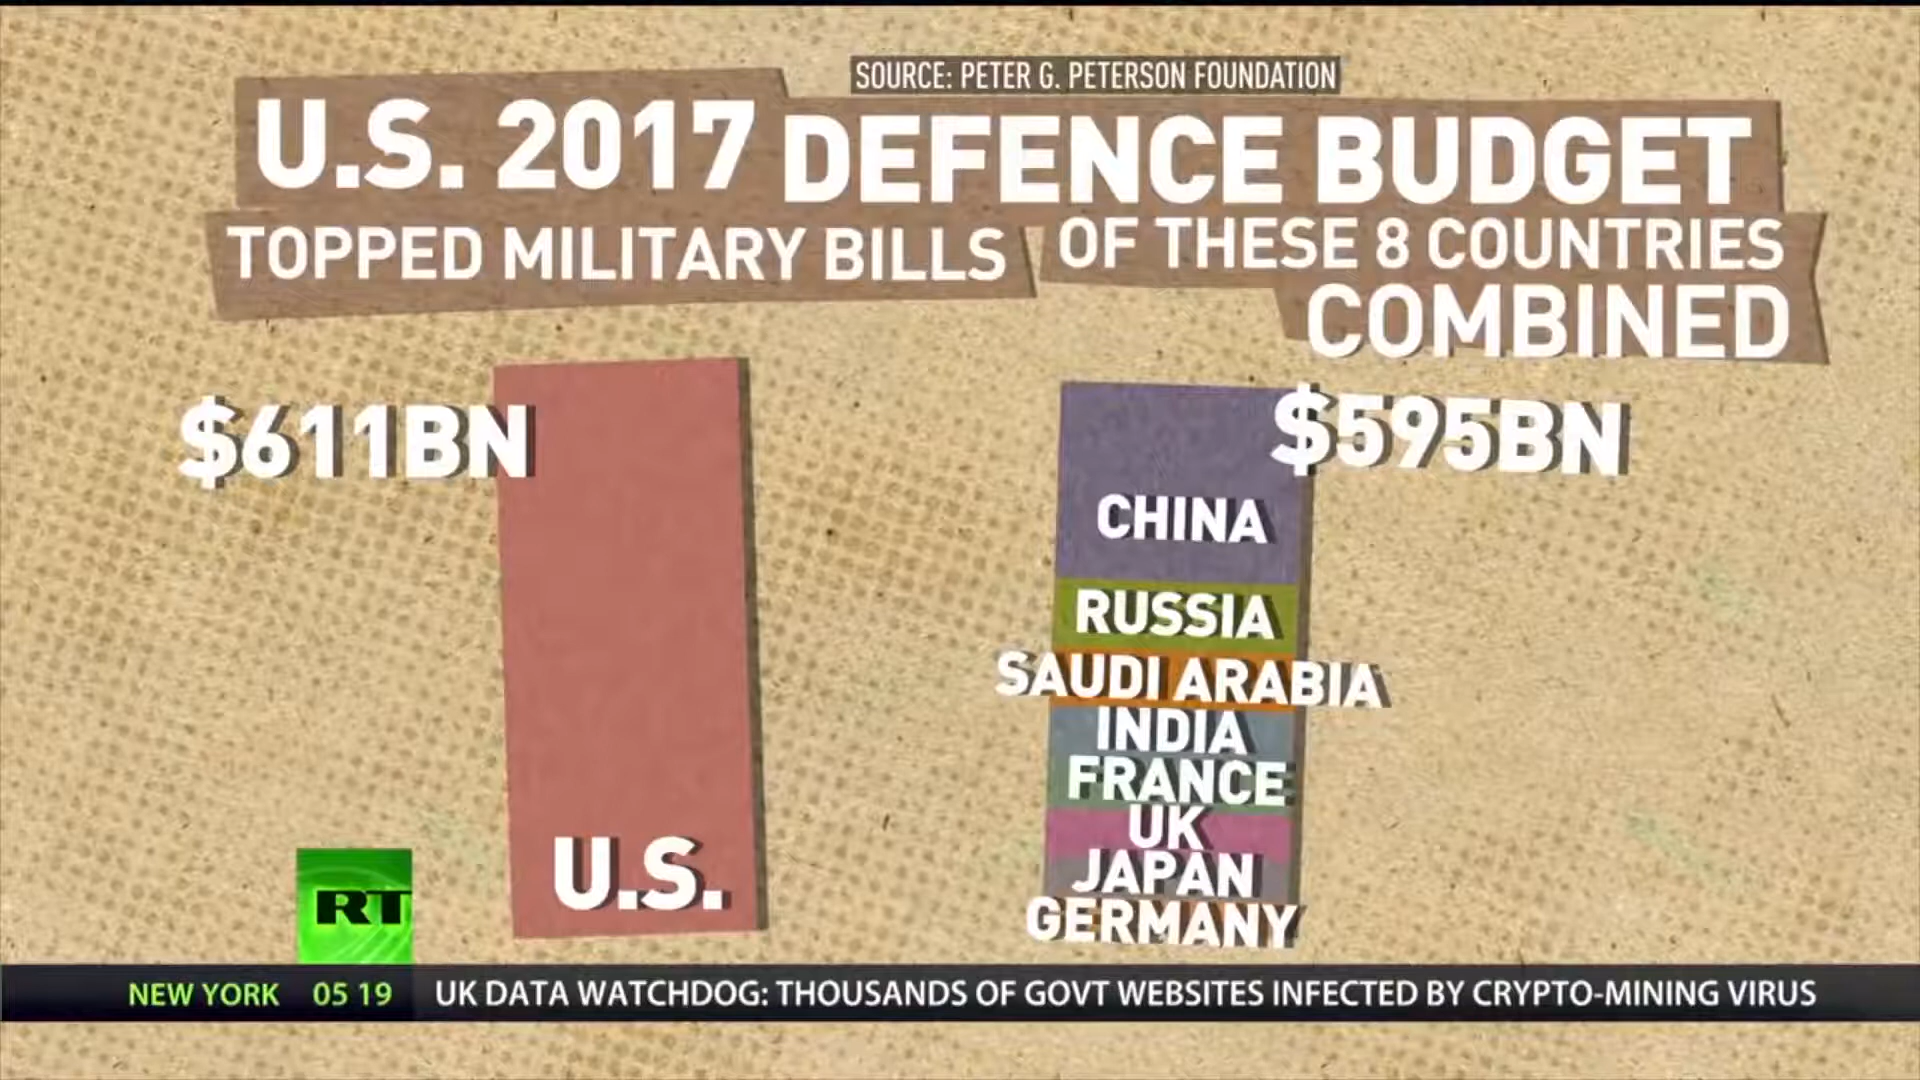 SOURCE: PETER G. PETERSON FOUNDATION
U.S. 2017 DEFENCE BUDGET
TOPPED MILITARY BILLS OF THESE 8 COUNTRIES
COMBINED
$611BN
$595BN
CHINA
RUSSIA
SAUDI ARABIA
INDIA
FRANCE
UK
JAPAN
GERMANY
U.S.
RT
NEW YORK 05 19 UK DATA WATCHDOG: THOUSANDS OF GOVT WEBSITES INFECTED BY CRYPTO-MINING VIRUS